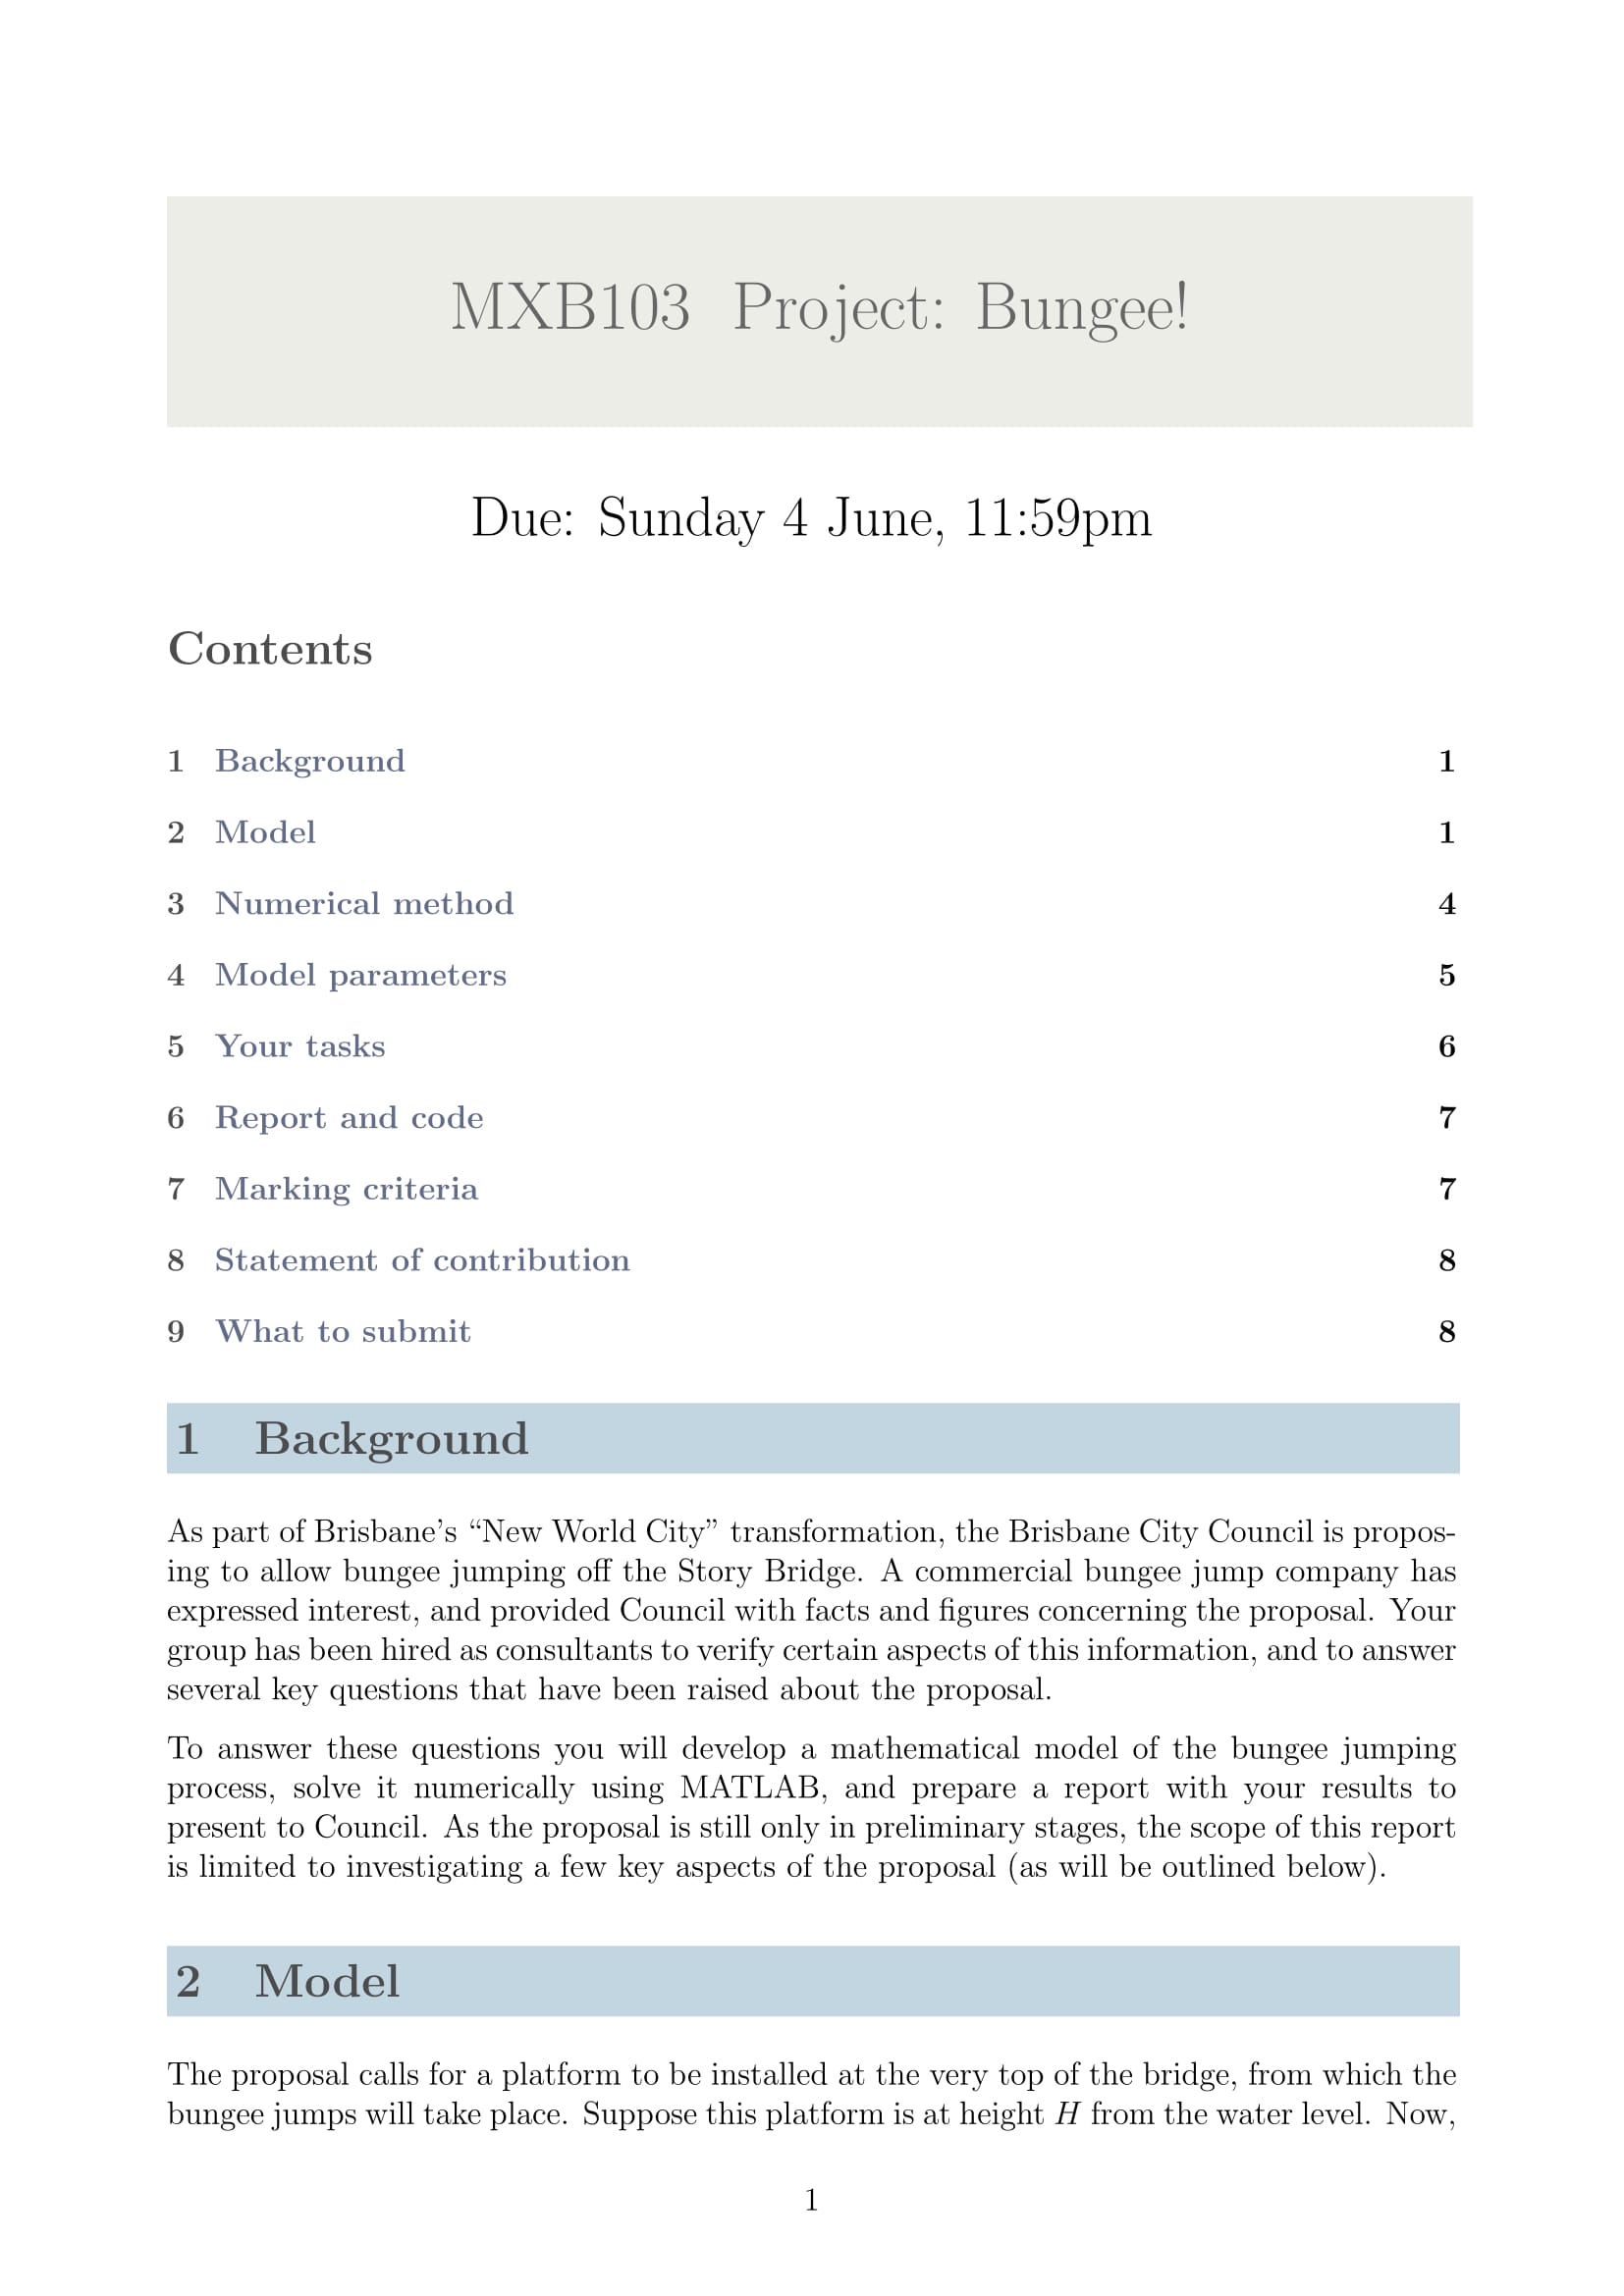 MXB103 Project: Bungee!
Due: Sunday 4 June, 11:59pm
Contents
1 Background 1
2 Model 1
3 Numerical method 4
4 Model parameters 5
5 Your tasks 6
6 Report and code 7
7 Marking criteria 7
8 Statement of contribution 8
9 What to submit 8
1 Background
As part of Brisbane's “New World City” transformation, the Brisbane City Council is propos-
ing to allow bungee jumping off the Story Bridge. A commercial bungee jump company has
expressed interest, and provided Council with facts and figures concerning the proposal. Your
group has been hired as consultants to verify certain aspects of this information, and to answer
several key questions that have been raised about the proposal.
To answer these questions you will develop a mathematical model of the bungee jumping
process, solve it numerically using MATLAB, and prepare a report with your results to
present to Council. As the proposal is still only in preliminary stages, the scope of this report
is limited to investigating a few key aspects of the proposal (as will be outlined below).
2 Model
The proposal calls for a platform to be installed at the very top of the bridge, from which the
bungee jumps will take place. Suppose this platform is at height H from the water level. Now,
1